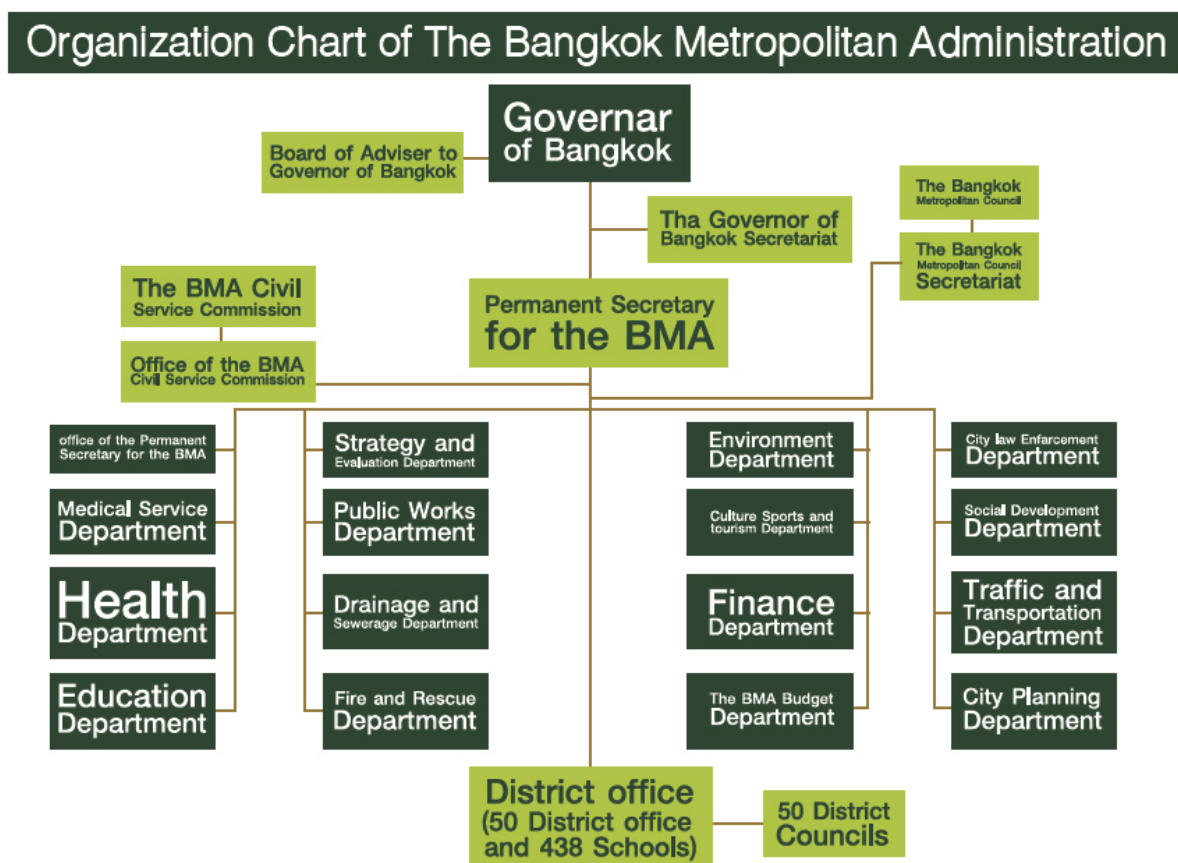 Organization Chart of The Bangkok Metropolitan Administration
Governar
of Bangkok
Board of Adviser to
Governor of Bangkok
Tha Governor of
Bangkok Secretariat
The Bangkok
Metropolitan Council
The Bangkok
Metropolitan Council
Secretariat
The BMA Civil
Service Commission
Office of the BMA
Civil Service Commission
Permanent Secretary
for the BMA
office of the Permanent
Secretary for the BMA
Medical Service
Department
Health
Department
Education
Department
Strategy and
Evaluation Department
Public Works
Department
Drainage and
Sewerage Department
Fire and Rescue
Department
Environment
Department
Culture Sports and
tourism Department
Finance
Department
The BMA Budget
Department
City law Enfarcement
Department
Social Development
Department
Traffic and
Transportation
Department
City Planning
Department
District office
(50 District office
and 438 Schools)
50 District
Councils